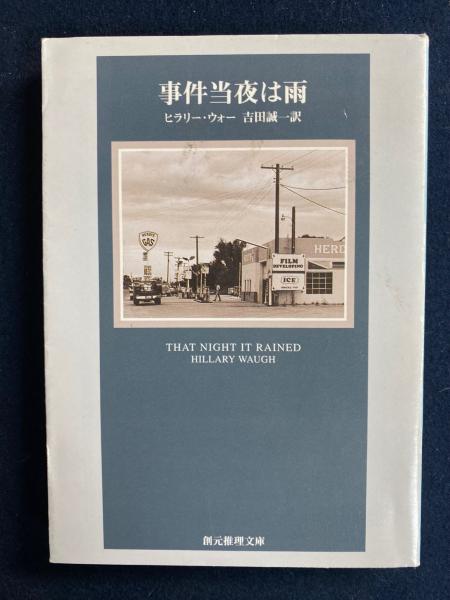 事件当夜は雨
ヒラリー・ウォー 吉田誠一訳
GAS
HERD
FILM
DEVELOPING
ICE
THAT NIGHT IT RAINED
HILLARY WAUGH
創元推理文庫